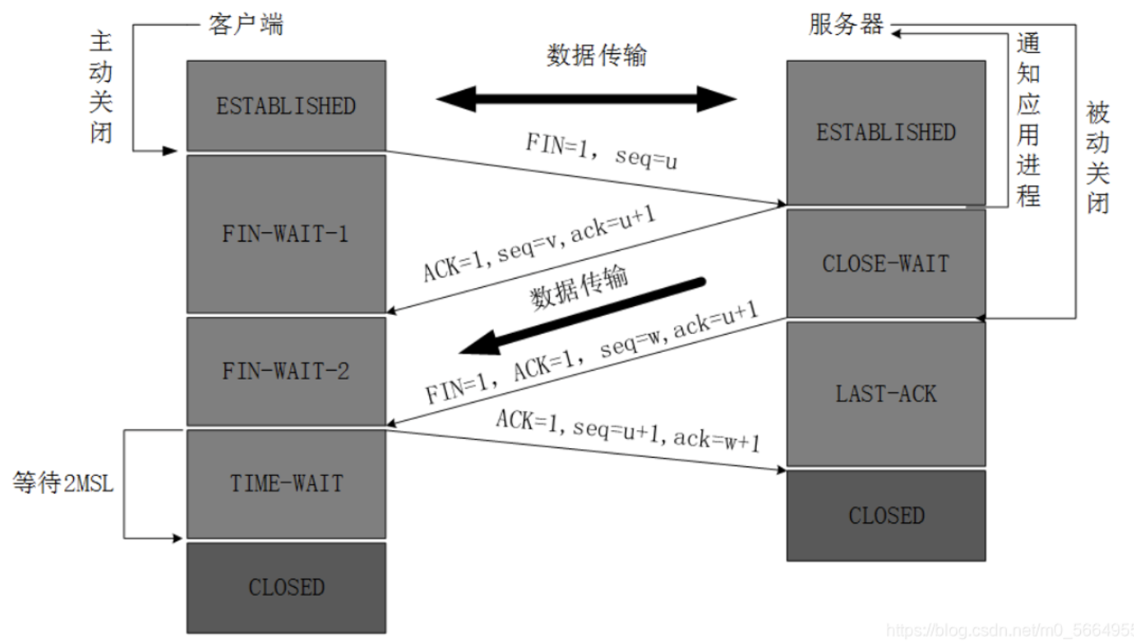 客户端
服务器
主动关闭
数据传输
通知应用进程
被动关闭
ESTABLISHED
ESTABLISHED
FIN=1, seq=u
FIN-WAIT-1
ACK=1,seq=v,ack=u+1
CLOSE-WAIT
数据传输
FIN=1, ACK=1, seq=w,ack=u+1
FIN-WAIT-2
LAST-ACK
ACK=1,seq=u+1,ack=w+1
等待2MSL
TIME-WAIT
CLOSED
CLOSED
https://blog.csdn.net/m0_5664955